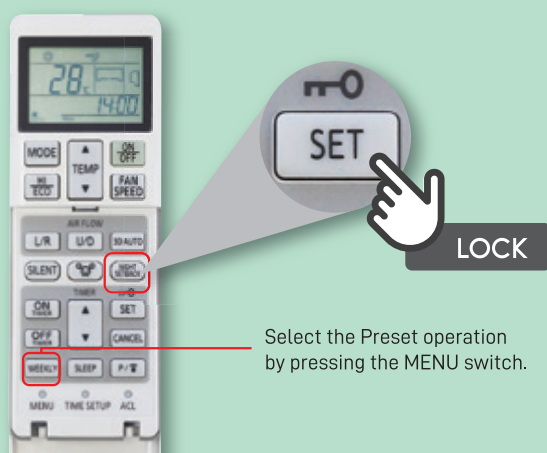 28°c
14:00
MODE
TEMP
ON
OFF
HI
ECO
FAN
SPEED
SET
LOCK
AIR FLOW
L/R
U/D
3D AUTO
SILENT
NIGHT
SETBACK
TIMER
ON
TIMER
SET
OFF
TIMER
CANCEL
WEEKLY
SLEEP
P/
MENU
TIME SETUP
ACL
Select the Preset operation
by pressing the MENU switch.